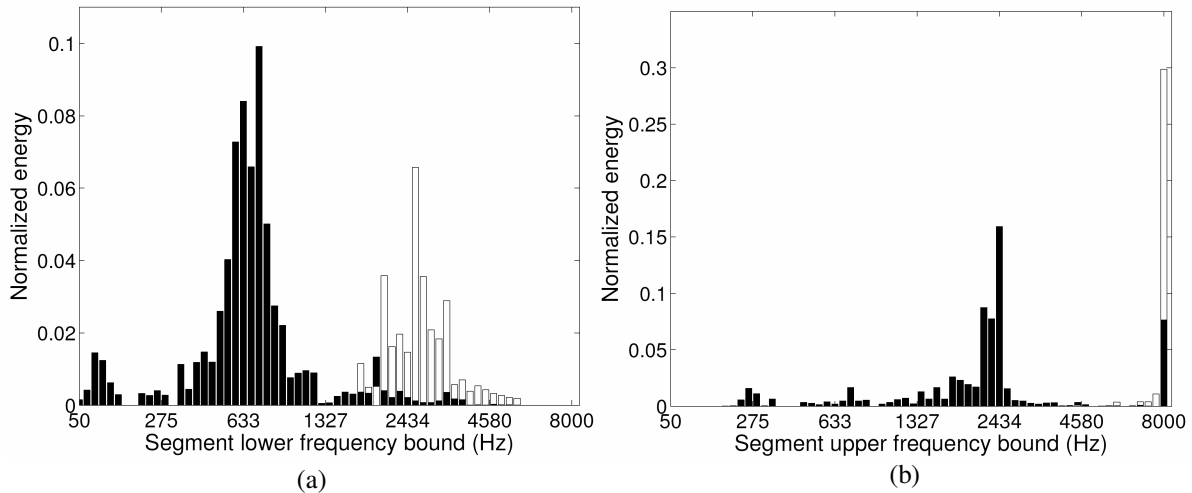 Normalized energy
0.1
0.08
0.06
0.04
0.02
0
50 275 633 1327 2434 4580 8000
Segment lower frequency bound (Hz)
(a)
Normalized energy
0.3
0.25
0.2
0.15
0.1
0.05
0
50 275 633 1327 2434 4580 8000
Segment upper frequency bound (Hz)
(b)